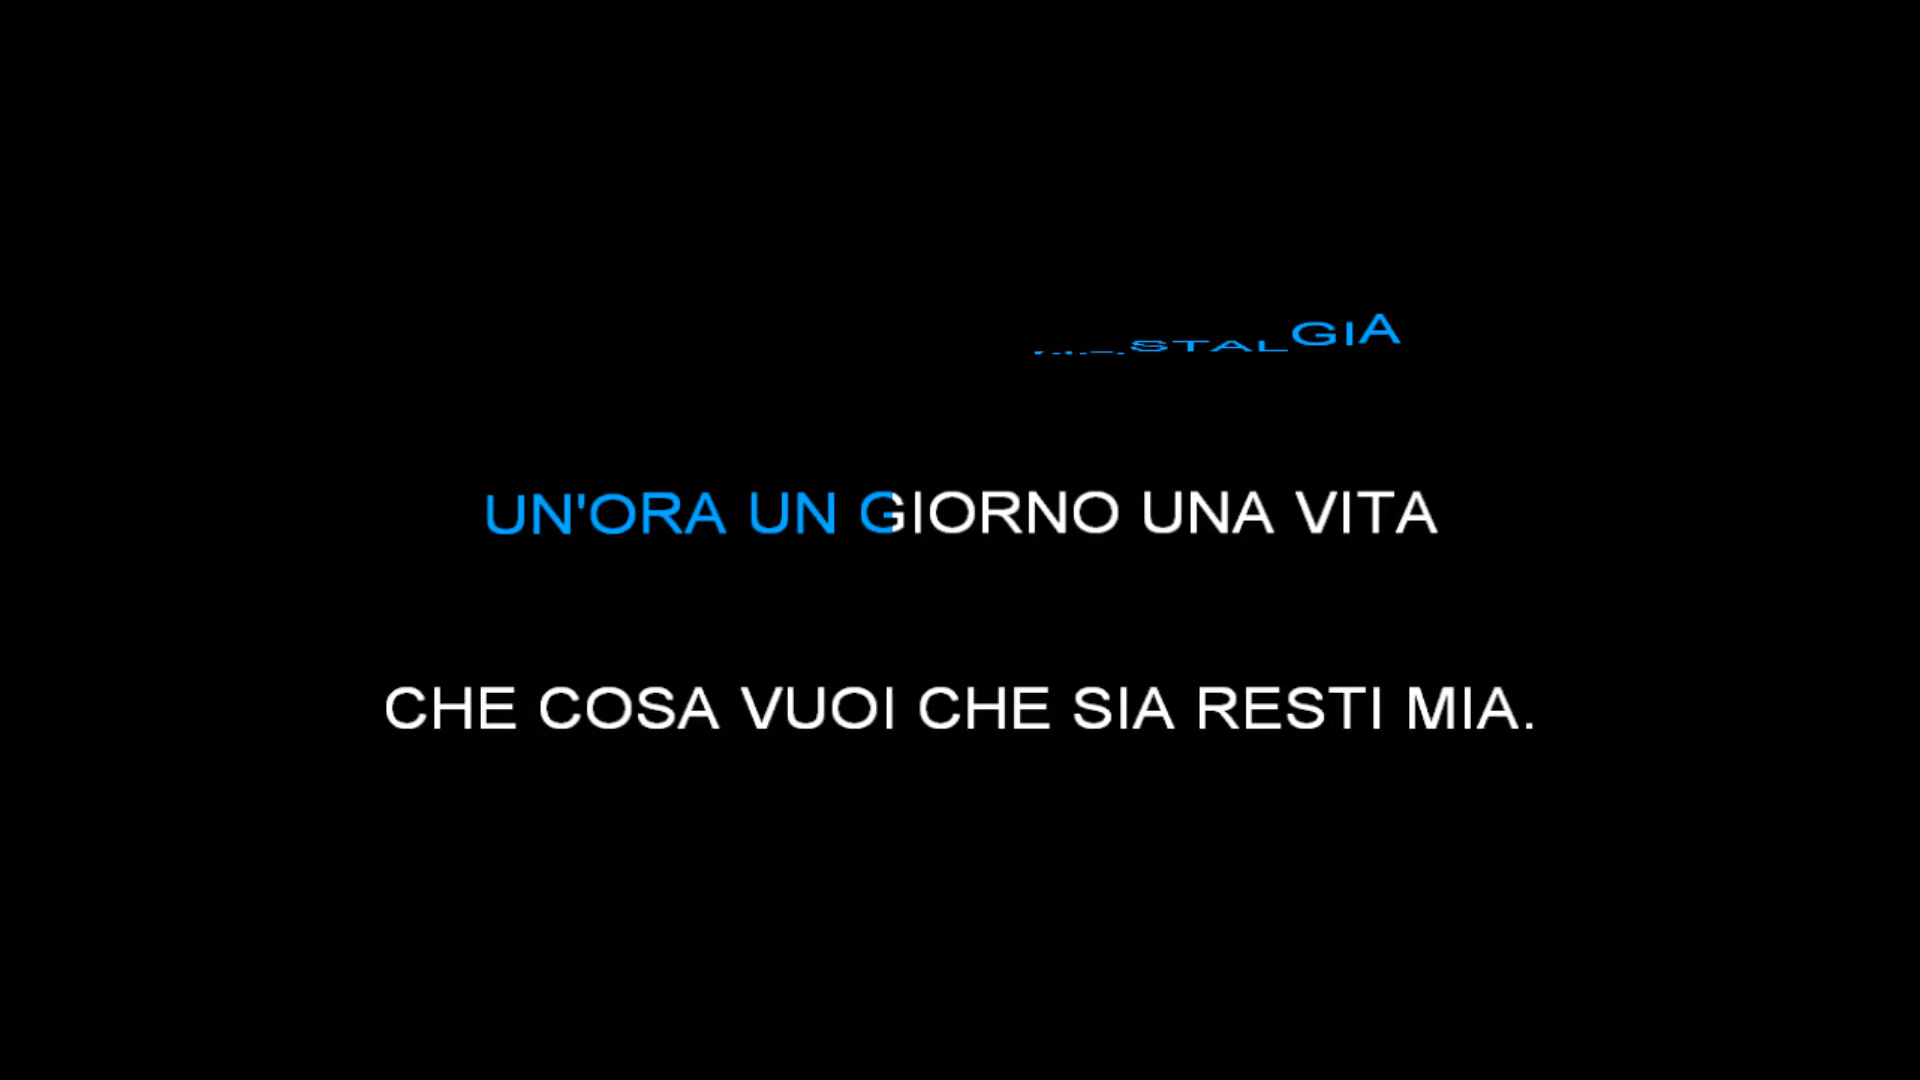 STALGIA
UN'ORA UN GIORNO UNA VITA
CHE COSA VUOI CHE SIA RESTI MIA.